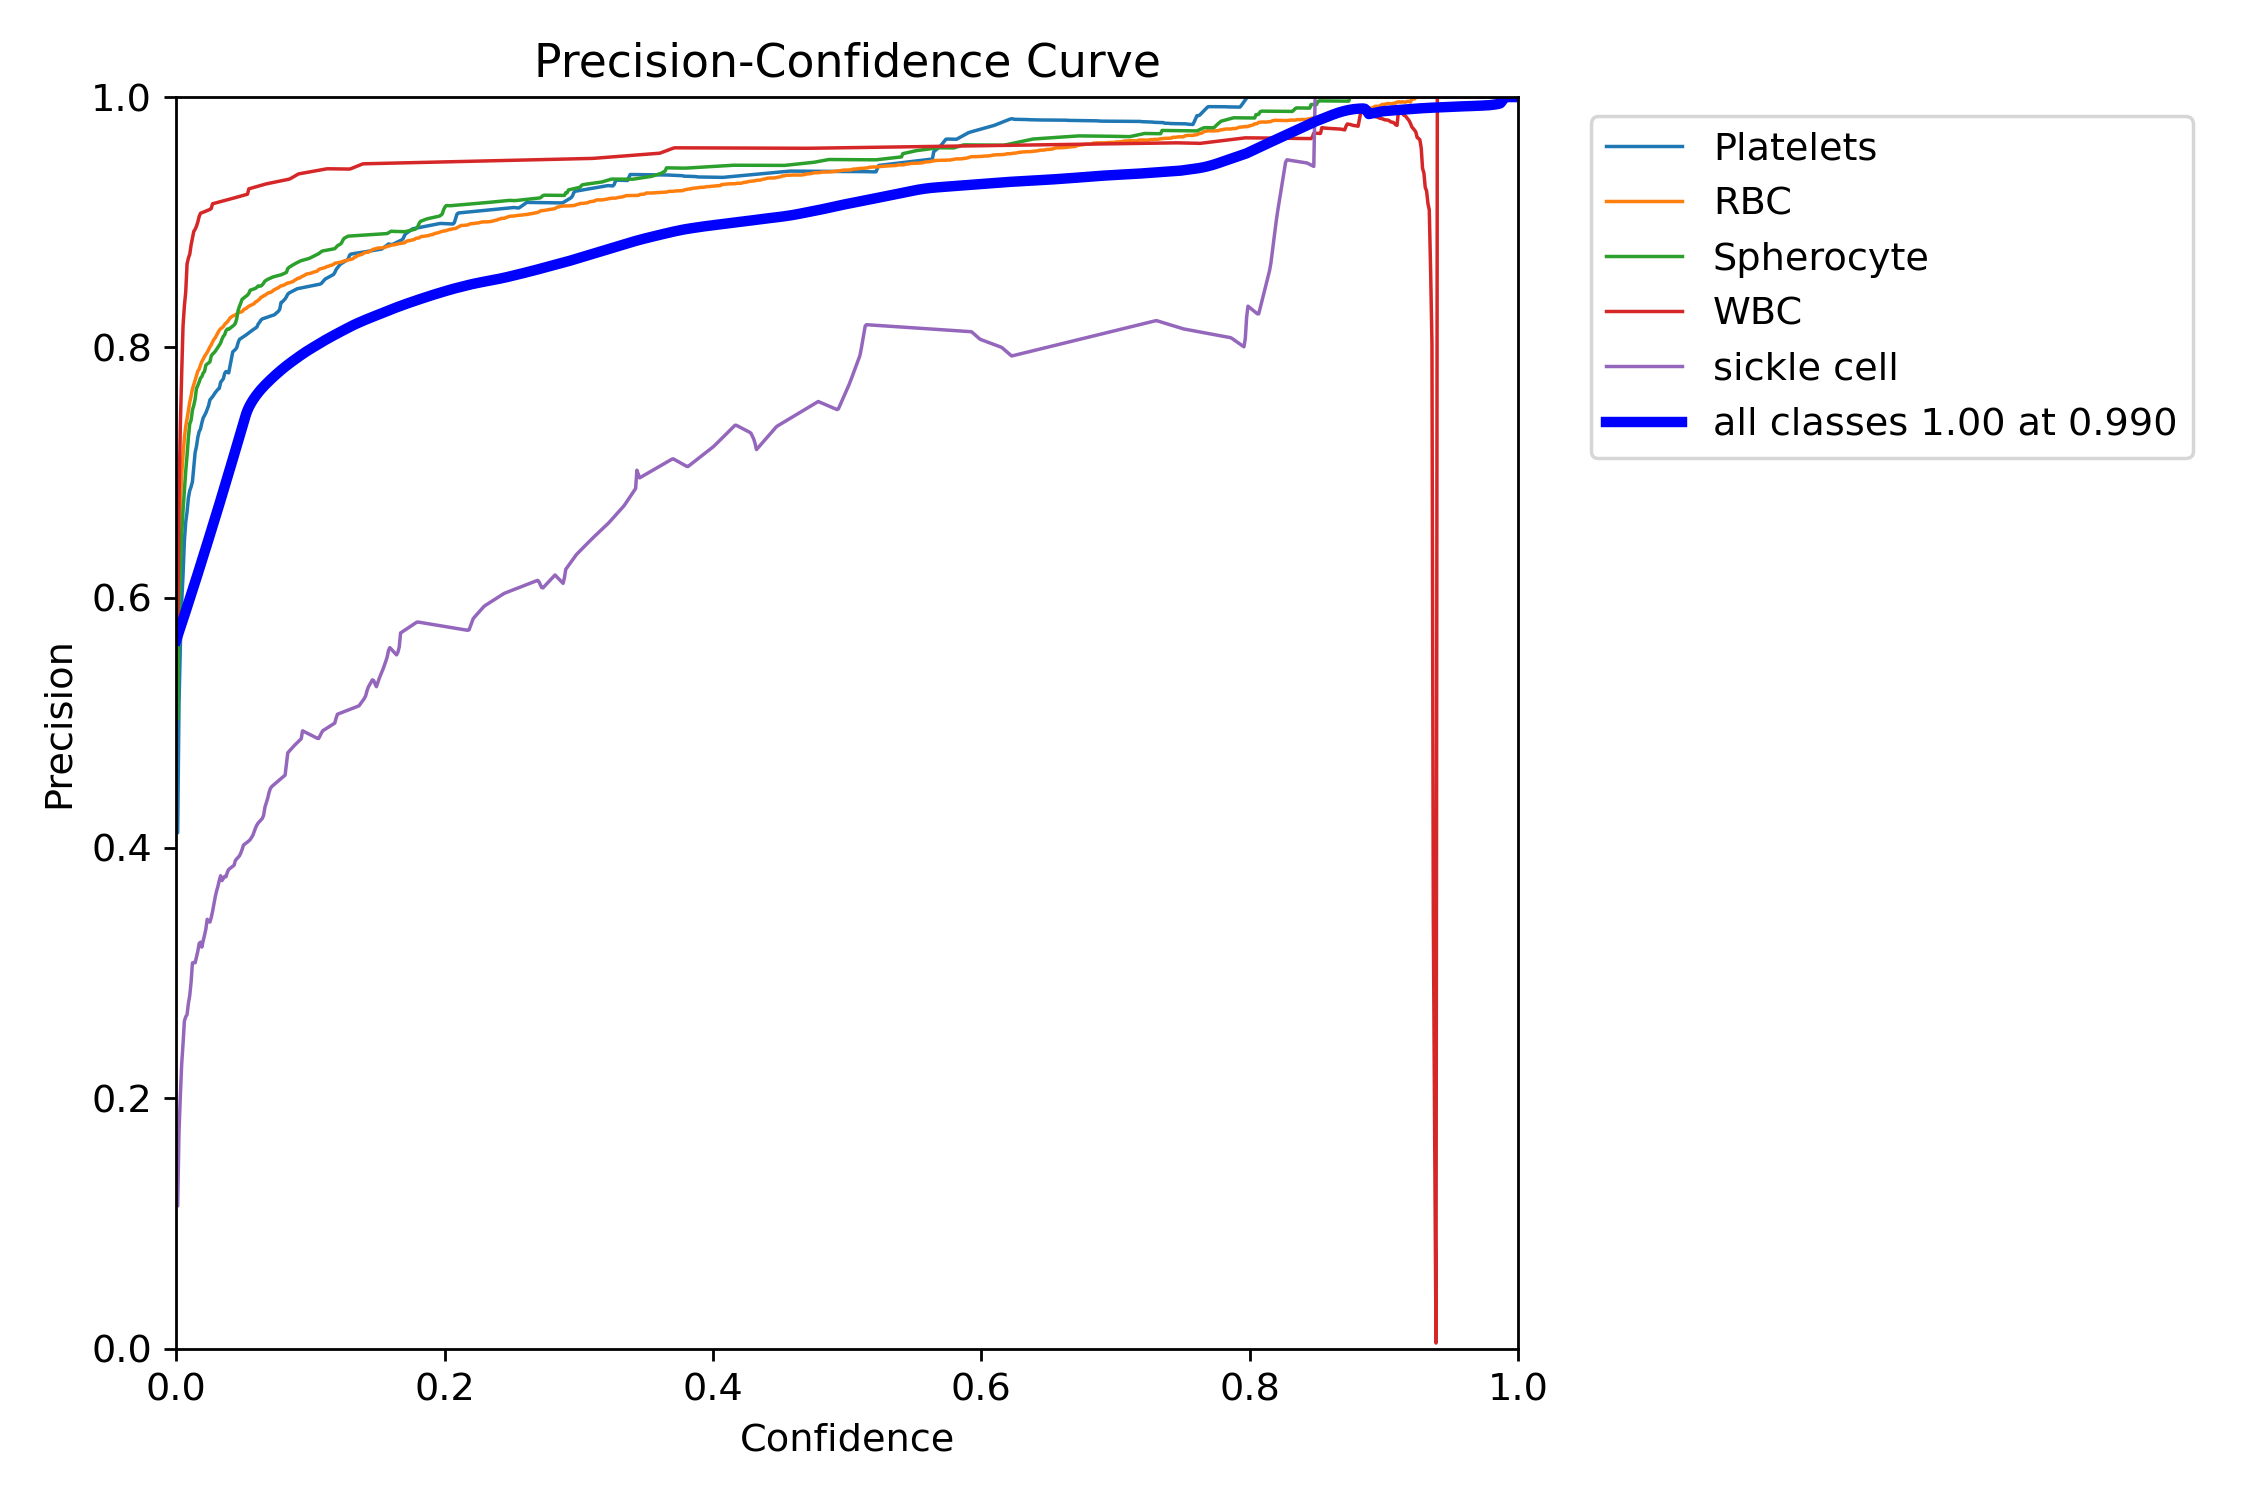 Precision-Confidence Curve
1.0
0.8
0.6
0.4
0.2
0.0
Precision
0.0 0.2 0.4 0.6 0.8 1.0
Confidence
Platelets
RBC
Spherocyte
WBC
sickle cell
all classes 1.00 at 0.990